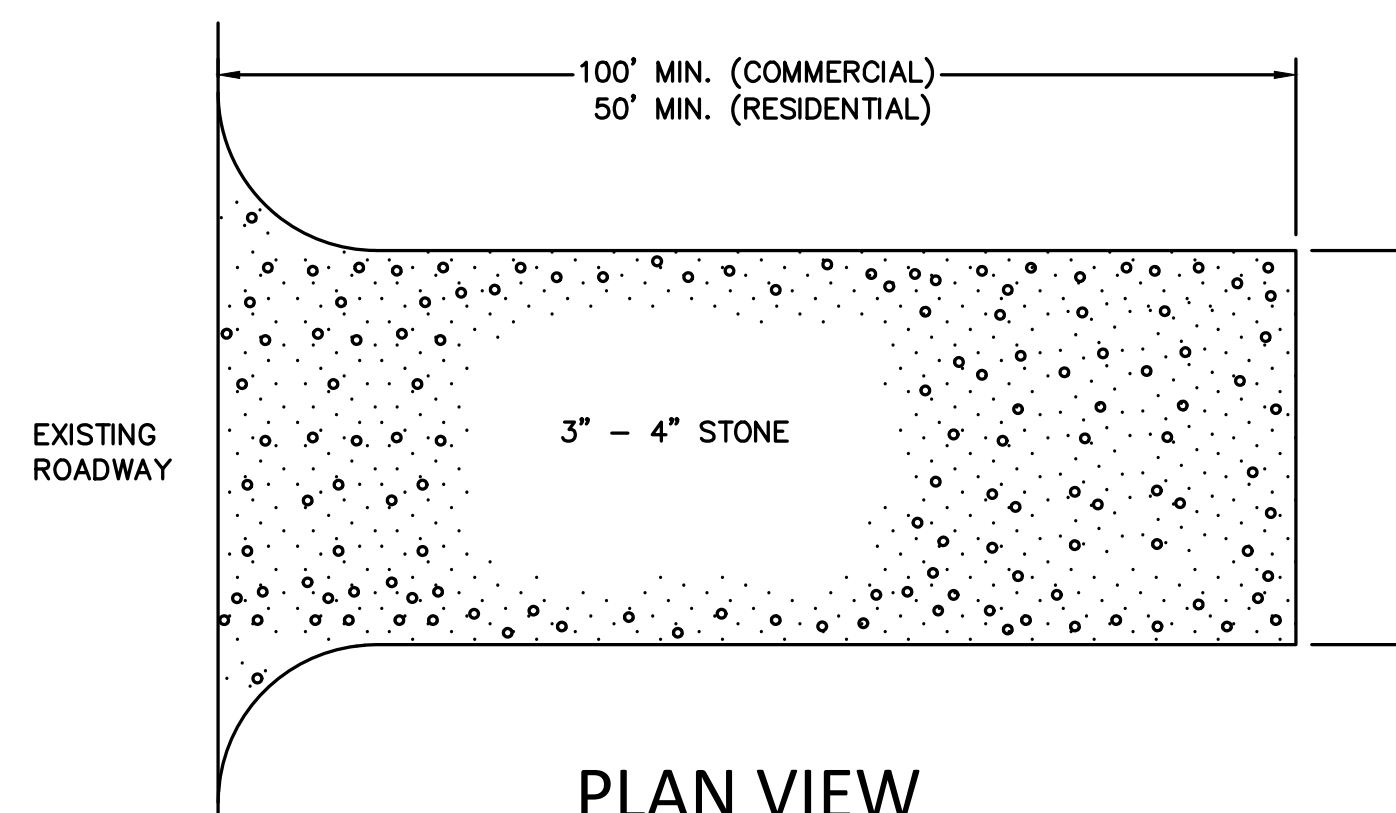 100' MIN. (COMMERCIAL)
50' MIN. (RESIDENTIAL)
3" – 4" STONE
EXISTING
ROADWAY
PLAN VIEW